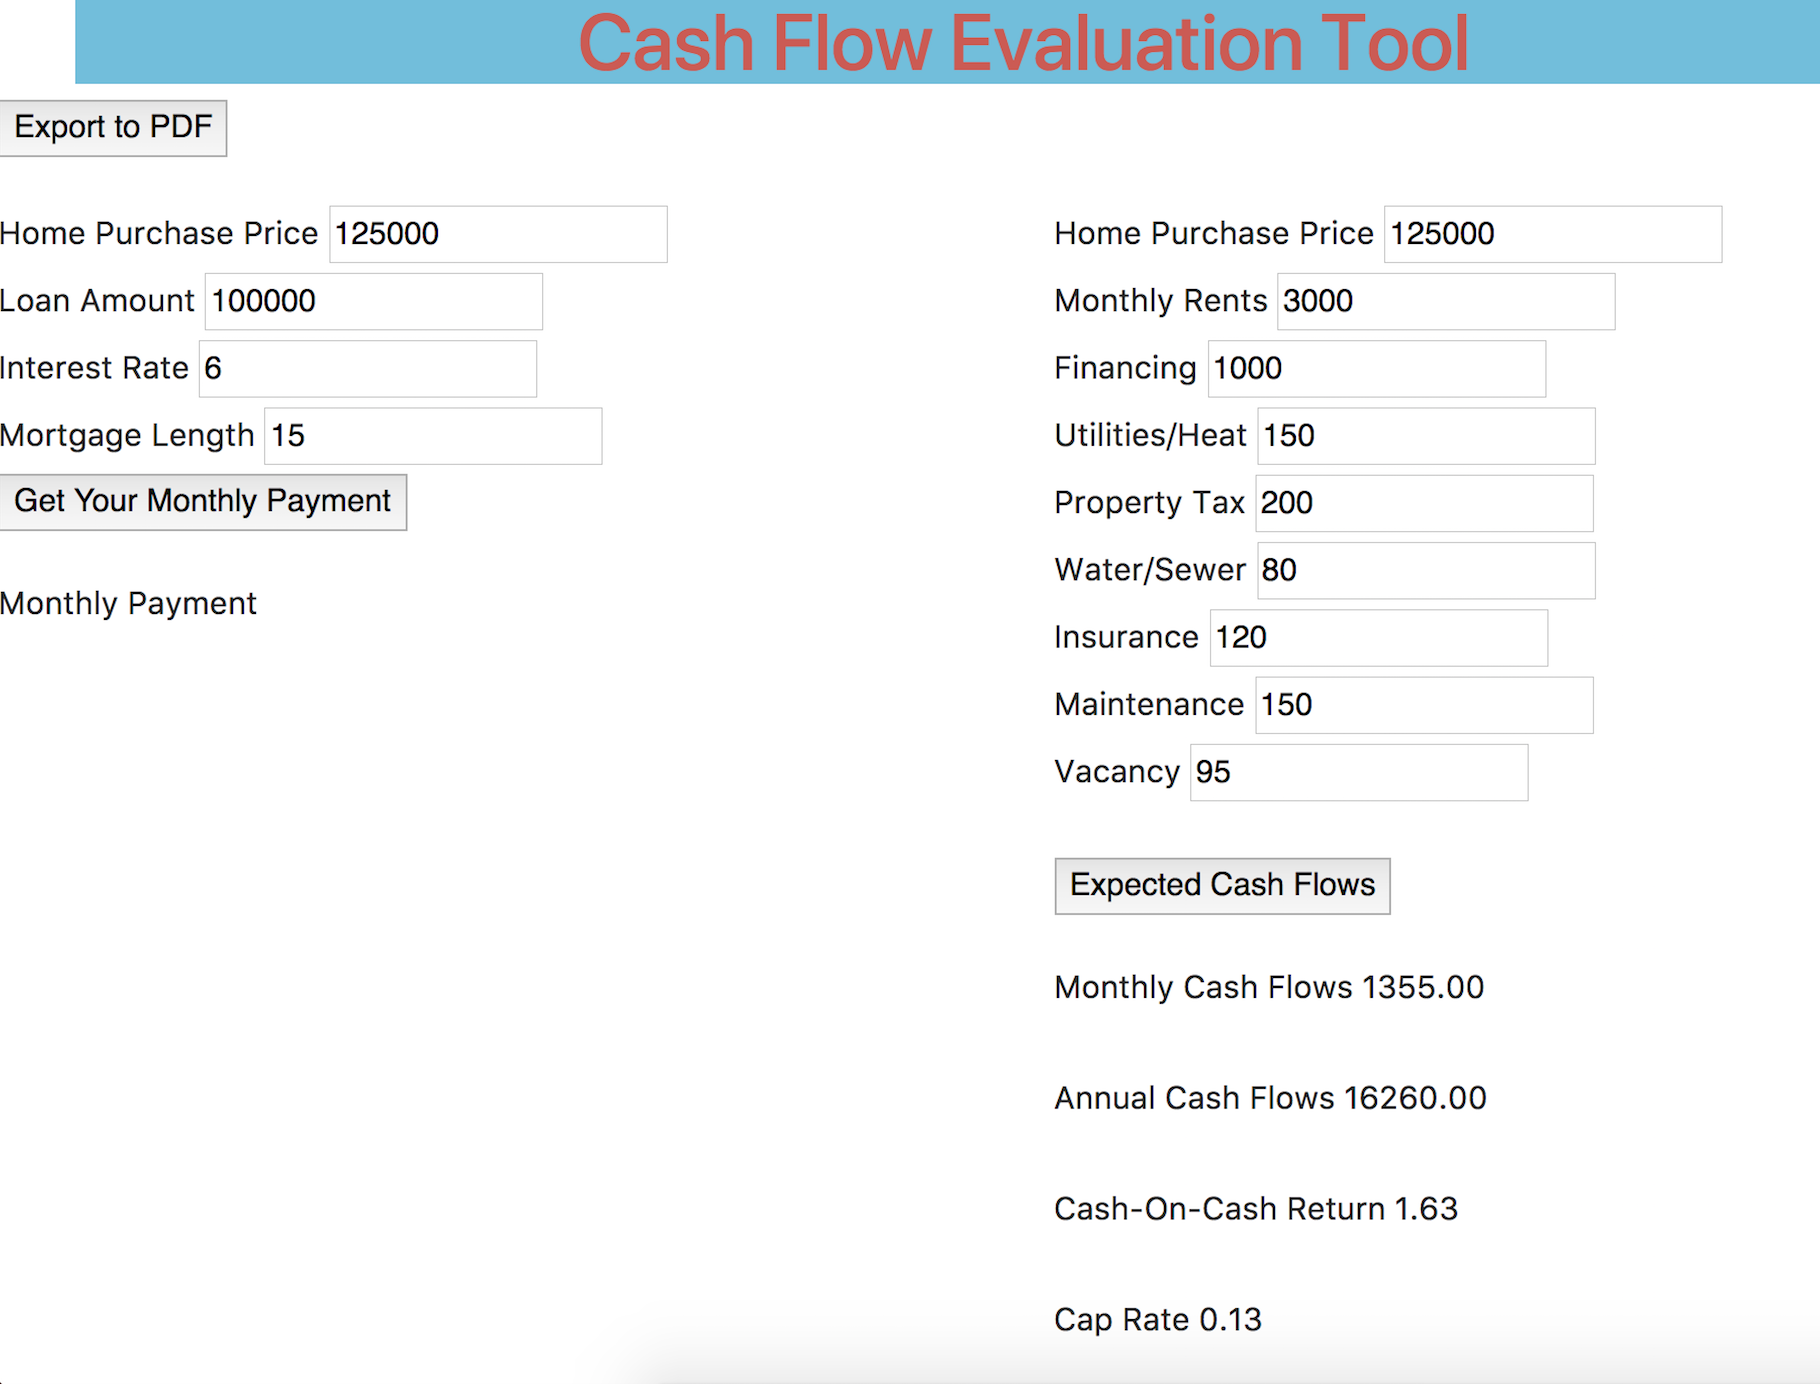 Cash Flow Evaluation Tool
Export to PDF
Home Purchase Price 125000
Loan Amount 100000
Interest Rate 6
Mortgage Length 15
Get Your Monthly Payment
Monthly Payment
Home Purchase Price 125000
Monthly Rents 3000
Financing 1000
Utilities/Heat 150
Property Tax 200
Water/Sewer 80
Insurance 120
Maintenance 150
Vacancy 95
Expected Cash Flows
Monthly Cash Flows 1355.00
Annual Cash Flows 16260.00
Cash-On-Cash Return 1.63
Cap Rate 0.13